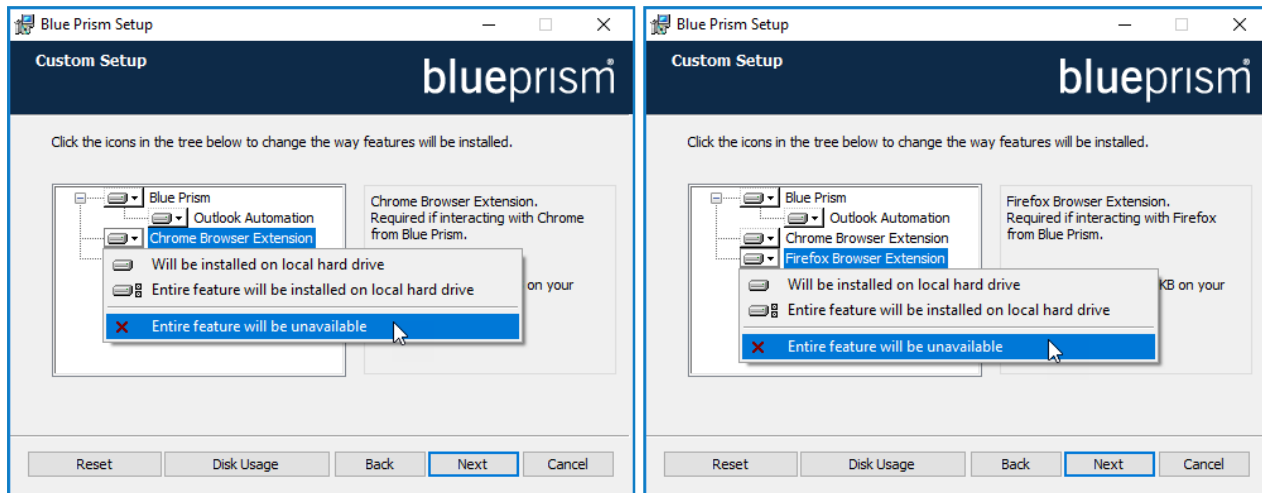 Blue Prism Setup
Custom Setup
blueprism
Click the icons in the tree below to change the way features will be installed.
Blue Prism
Outlook Automation
Chrome Browser Extension
Will be installed on local hard drive
Entire feature will be installed on local hard drive
Entire feature will be unavailable
Chrome Browser Extension.
Required if interacting with Chrome
from Blue Prism.
on your
Reset
Disk Usage
Back
Next
Cancel
Blue Prism Setup
Custom Setup
blueprism
Click the icons in the tree below to change the way features will be installed.
Blue Prism
Outlook Automation
Chrome Browser Extension
Firefox Browser Extension
Will be installed on local hard drive
Entire feature will be installed on local hard drive
Entire feature will be unavailable
Firefox Browser Extension.
Required if interacting with Firefox
from Blue Prism.
KB on your
Reset
Disk Usage
Back
Next
Cancel